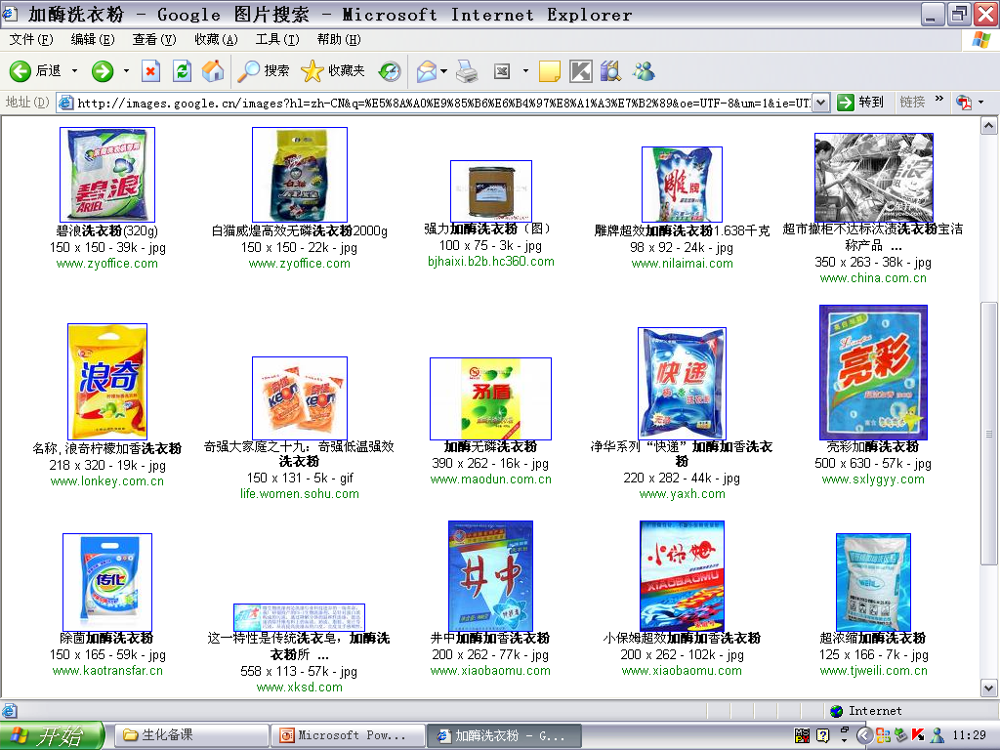 加酶洗衣粉 - Google 图片搜索 - Microsoft Internet Explorer
文件(F) 编辑(E) 查看(V) 收藏(A) 工具(T) 帮助(H)
后退 搜索 收藏夹
地址(D) http://images.google.cn/images?hl=zh-CN&q=%E5%8A%A0%E9%85%B6%E6%B4%97%E8%A1%A3%E7%B2%89&oe=UTF-8&um=1&ie=UT 转到 链接 »
碧浪
ARIEL
白猫
雕牌
碧浪洗衣粉(320g)
150 x 150 - 39k - jpg
www.zyoffice.com
白猫威煌高效无磷洗衣粉2000g
150 x 150 - 22k - jpg
www.zyoffice.com
强力加酶洗衣粉（图）
100 x 75 - 3k - jpg
bjhaixi.b2b.hc360.com
雕牌超效加酶洗衣粉1.638千克
98 x 92 - 24k - jpg
www.nilaimai.com
超市撤柜不达标汰渍洗衣粉宝洁
称产品 ...
350 x 263 - 38k - jpg
www.china.com.cn
浪奇
Keon
矛盾
快递
亮彩
名称,浪奇柠檬加香洗衣粉
218 x 320 - 19k - jpg
www.lonkey.com.cn
奇强大家庭之十九：奇强低温强效
洗衣粉
150 x 131 - 5k - gif
life.women.sohu.com
加酶无磷洗衣粉
390 x 262 - 16k - jpg
www.maodun.com.cn
净华系列“快递”加酶加香洗衣
粉
220 x 282 - 44k - jpg
www.yaxh.com
亮彩加酶洗衣粉
500 x 630 - 57k - jpg
www.sxlygyy.com
传化
井中
小保姆
XIAOBAOMU
除菌加酶洗衣粉
150 x 165 - 59k - jpg
www.kaotransfar.cn
这一特性是传统洗衣皂，加酶洗
衣粉所 ...
558 x 113 - 57k - jpg
www.xksd.com
井中加酶加香洗衣粉
200 x 262 - 77k - jpg
www.xiaobaomu.com
小保姆超效加酶加香洗衣粉
200 x 262 - 102k - jpg
www.xiaobaomu.com
超浓缩加酶洗衣粉
125 x 166 - 7k - jpg
www.tjweili.com.cn
Internet
开始 生化备课 Microsoft Pow... 加酶洗衣粉 - G... 11:29